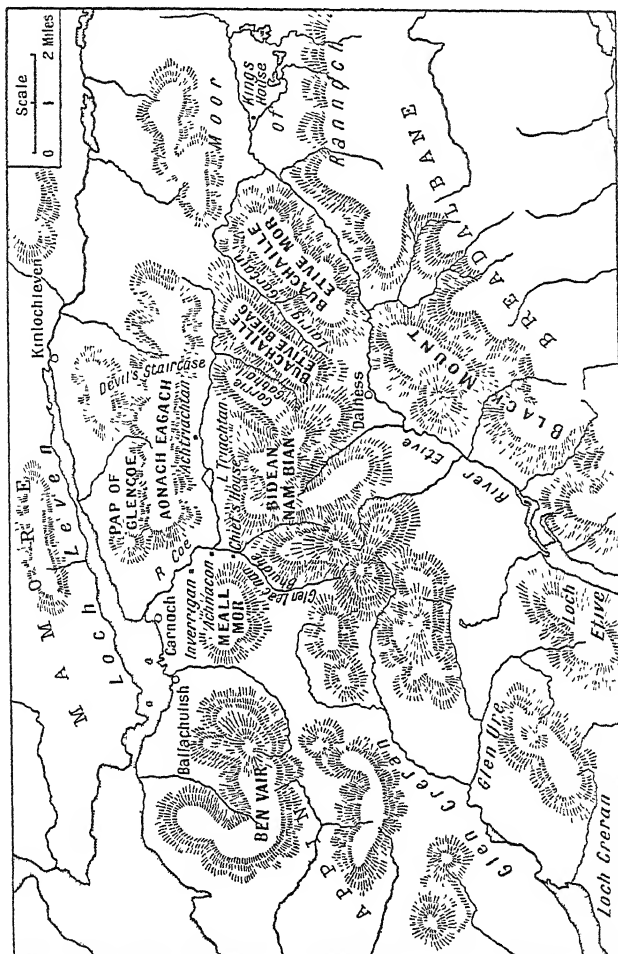 Scale
0 1 2 Miles
Kinlochleven
MAMORE
Loch Leven
Moor of Rannoch
Kings House
Devil's Staircase
PAP OF GLENCOE
AONACH EAGACH
Achtriachtan
R. Coe
Carnoch
Inverrigan
Achnacon
MEALL MOR
Ballachulish
BEN VAIR
L. Triachtan
BIDEAN NAM BIAN
BUACHAILLE ETIVE BHEAG
BUACHAILLE ETIVE MOR
Dalness
River Etive
BLACK MOUNT
BREADALBANE
APPIN
Glen Creran
Glen Ure
Loch Etive
Loch Creran